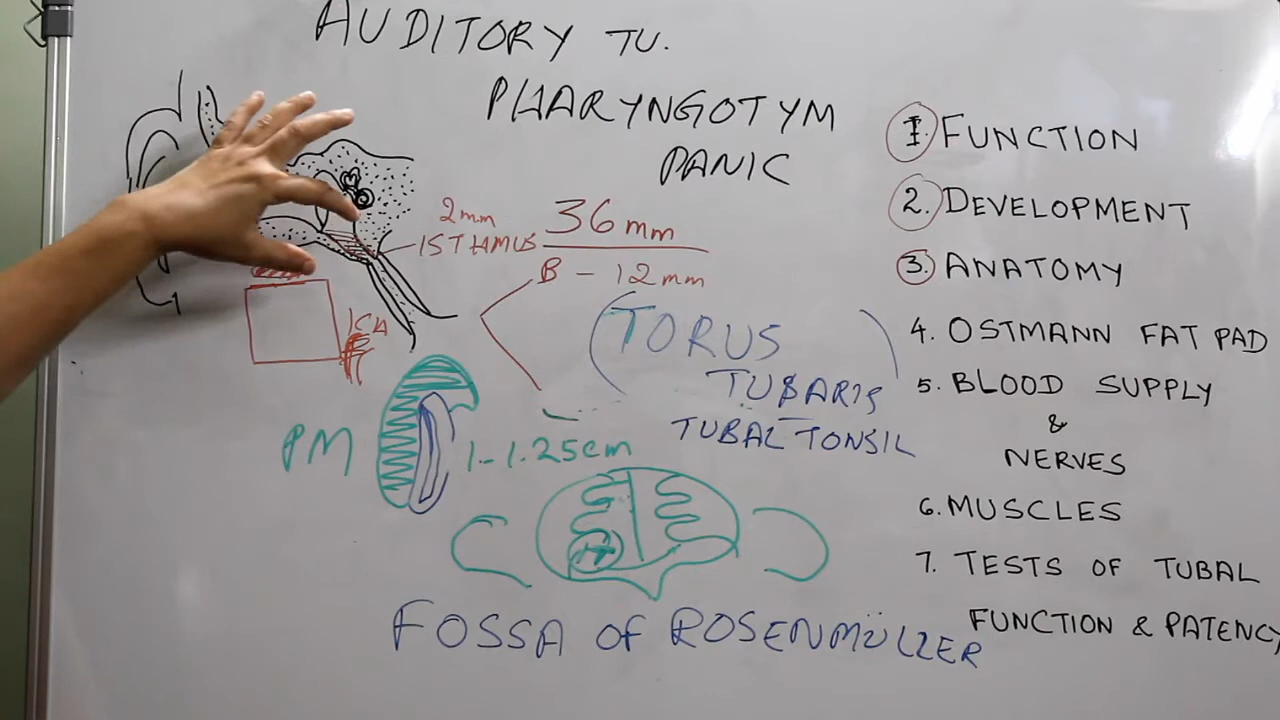 AUDITORY TU.
PHARYNGOTYM
PANIC
2mm
ISTHMUS
36mm
B - 12mm
ICA
TORUS
TUBARIS
TUBAL TONSIL
PM
1-1.25cm
FOSSA OF ROSENMÜLLER
1. FUNCTION
2. DEVELOPMENT
3. ANATOMY
4. OSTMANN FAT PAD
5. BLOOD SUPPLY
&
NERVES
6. MUSCLES
7. TESTS OF TUBAL
FUNCTION & PATENCY